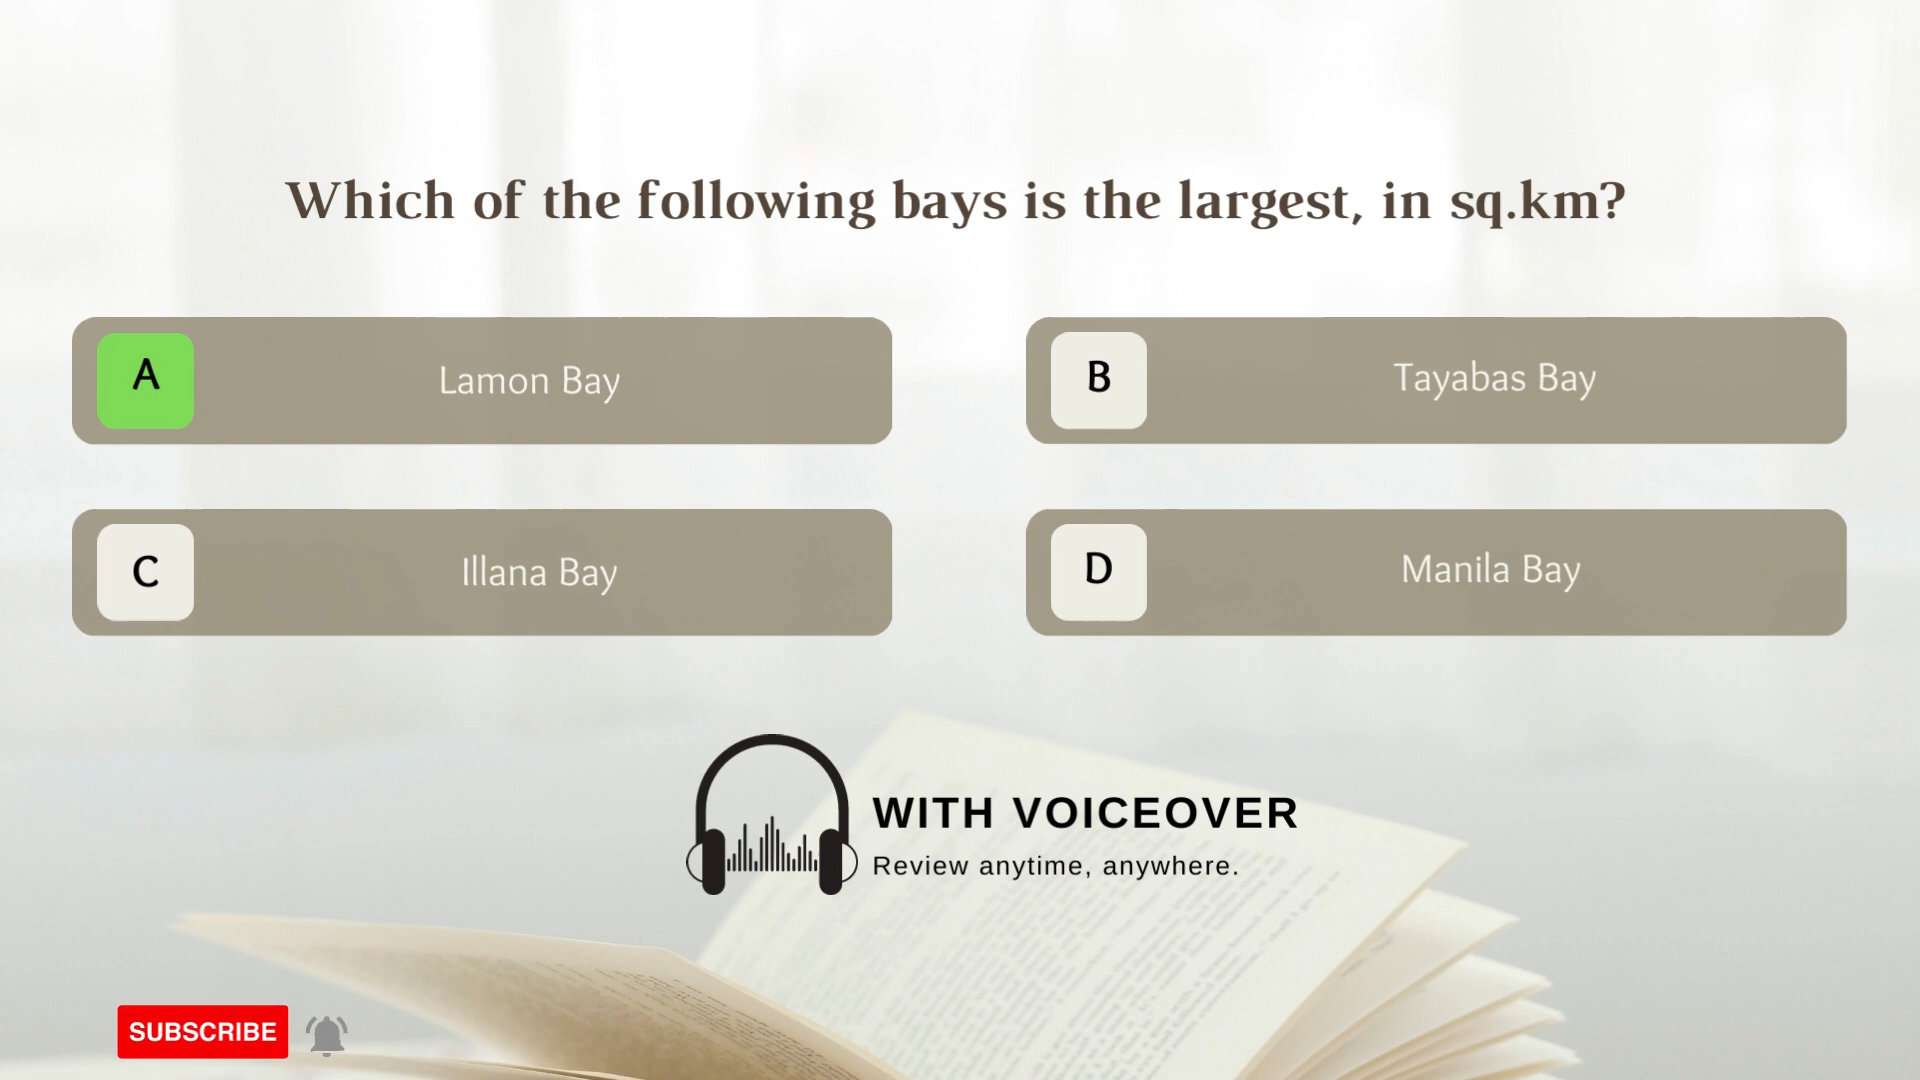 Which of the following bays is the largest, in sq.km?
A
Lamon Bay
B
Tayabas Bay
C
Illana Bay
D
Manila Bay
WITH VOICEOVER
Review anytime, anywhere.
SUBSCRIBE